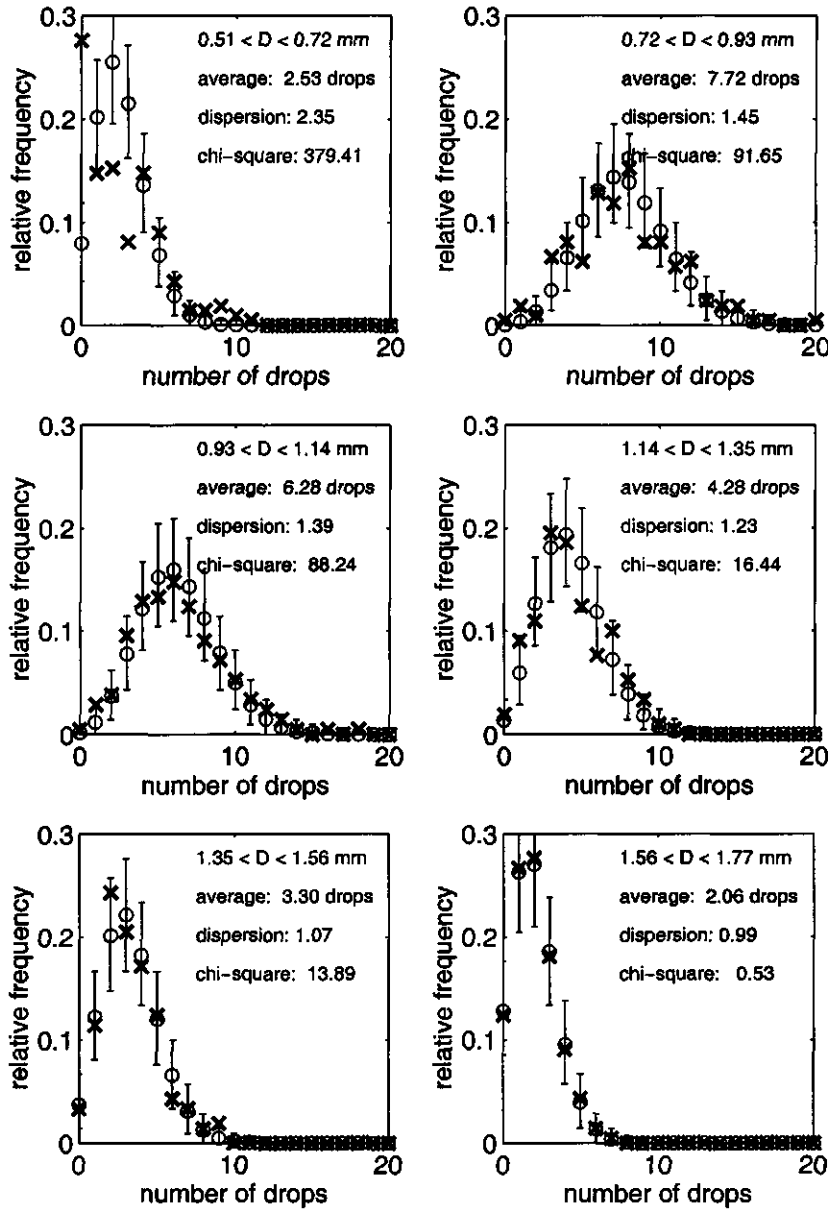 0.3
0.2
0.1
0
relative frequency
0.51 < D < 0.72 mm
average: 2.53 drops
dispersion: 2.35
chi-square: 379.41
0 10 20
number of drops
0.3
0.2
0.1
0
relative frequency
0.72 < D < 0.93 mm
average: 7.72 drops
dispersion: 1.45
chi-square: 91.65
0 10 20
number of drops
0.3
0.2
0.1
0
relative frequency
0.93 < D < 1.14 mm
average: 6.28 drops
dispersion: 1.39
chi-square: 88.24
0 10 20
number of drops
0.3
0.2
0.1
0
relative frequency
1.14 < D < 1.35 mm
average: 4.28 drops
dispersion: 1.23
chi-square: 16.44
0 10 20
number of drops
0.3
0.2
0.1
0
relative frequency
1.35 < D < 1.56 mm
average: 3.30 drops
dispersion: 1.07
chi-square: 13.89
0 10 20
number of drops
0.3
0.2
0.1
0
relative frequency
1.56 < D < 1.77 mm
average: 2.06 drops
dispersion: 0.99
chi-square: 0.53
0 10 20
number of drops